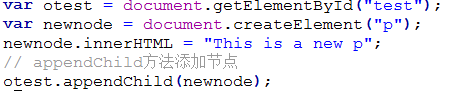 var otest = document.getElementById("test");
var newnode = document.createElement("p");
newnode.innerHTML = "This is a new p";
// appendChild方法添加节点
otest.appendChild(newnode);